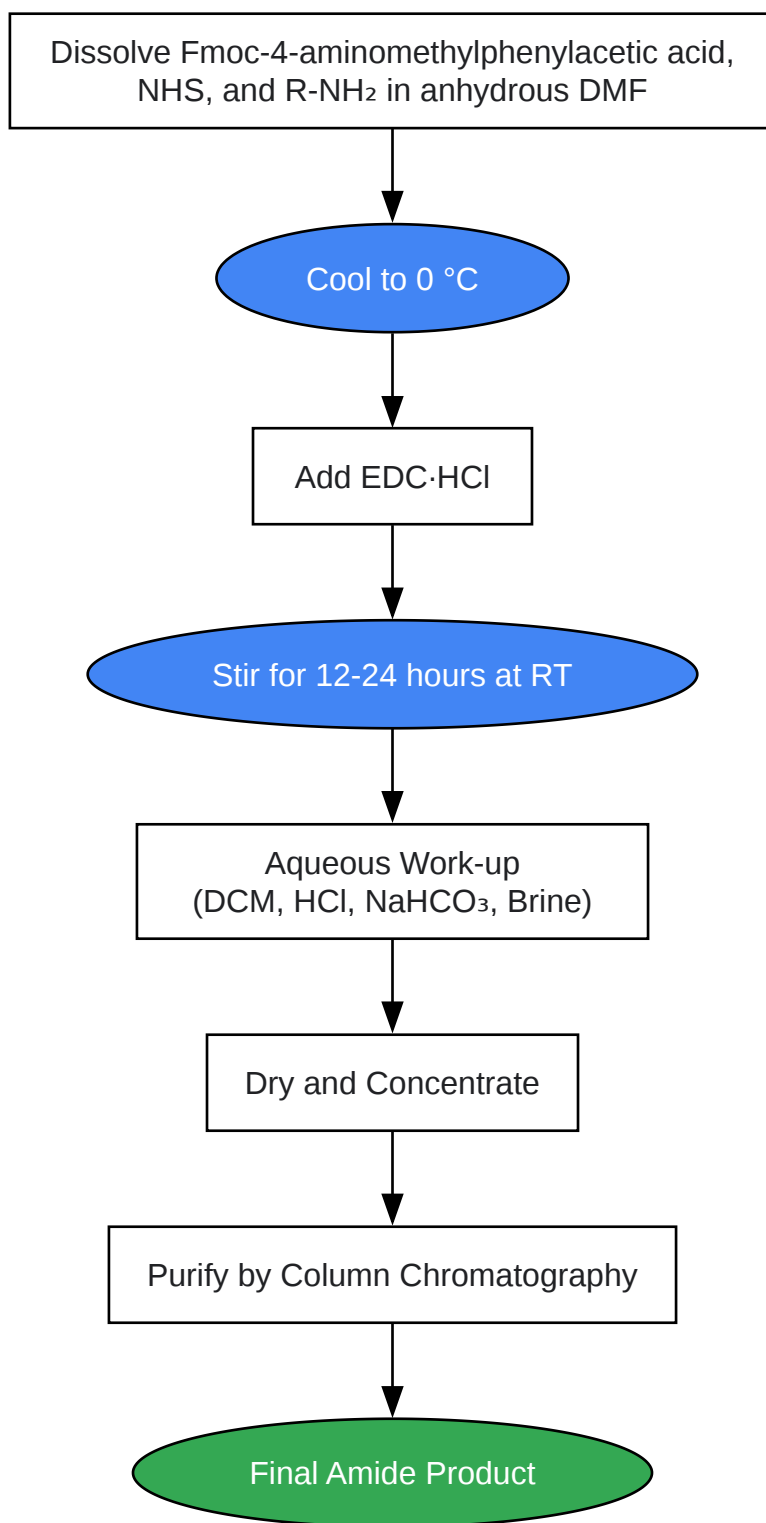 Dissolve Fmoc-4-aminomethylphenylacetic acid,
NHS, and R-NH₂ in anhydrous DMF
Cool to 0 °C
Add EDC·HCl
Stir for 12-24 hours at RT
Aqueous Work-up
(DCM, HCl, NaHCO₃, Brine)
Dry and Concentrate
Purify by Column Chromatography
Final Amide Product